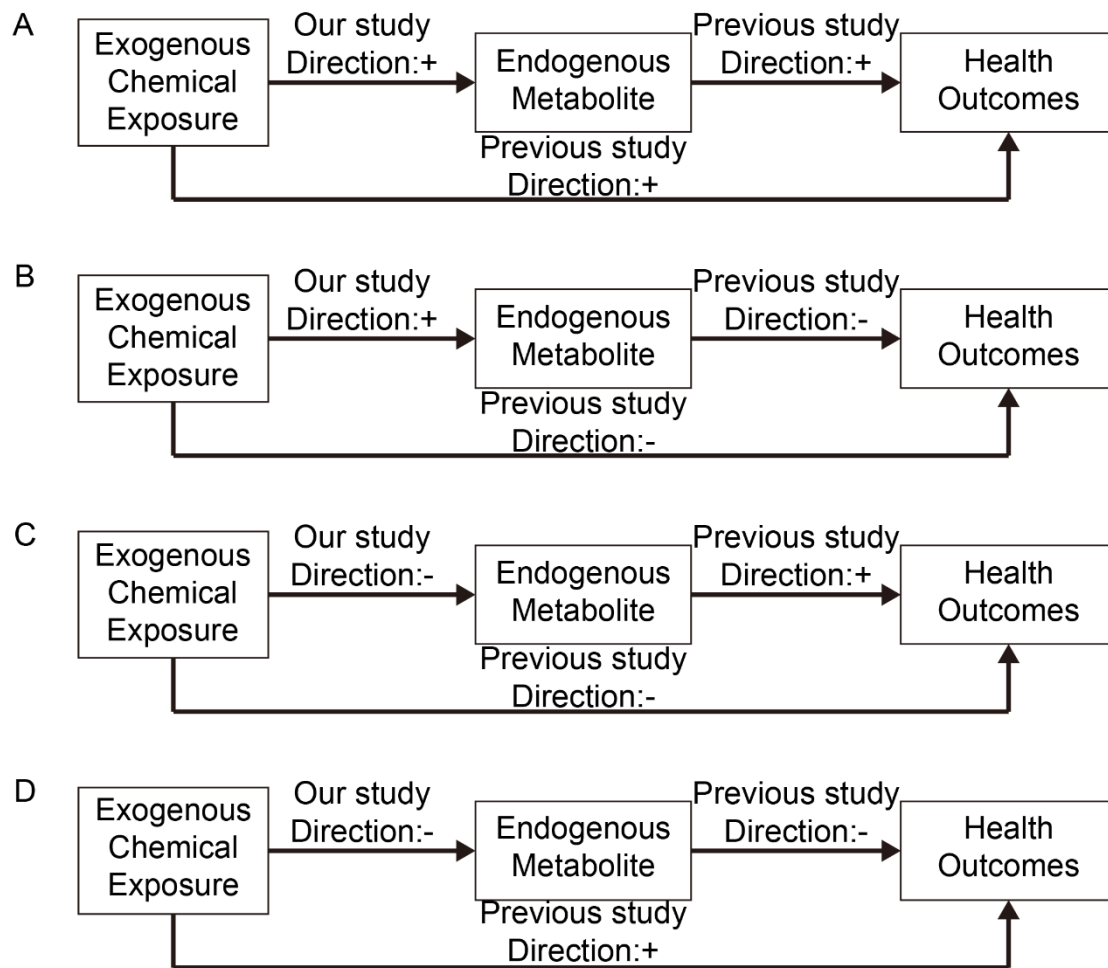 A
Exogenous
Chemical
Exposure
Our study
Direction:+
Endogenous
Metabolite
Previous study
Direction:+
Health
Outcomes
Previous study
Direction:+
B
Exogenous
Chemical
Exposure
Our study
Direction:+
Endogenous
Metabolite
Previous study
Direction:-
Health
Outcomes
Previous study
Direction:-
C
Exogenous
Chemical
Exposure
Our study
Direction:-
Endogenous
Metabolite
Previous study
Direction:+
Health
Outcomes
Previous study
Direction:-
D
Exogenous
Chemical
Exposure
Our study
Direction:-
Endogenous
Metabolite
Previous study
Direction:-
Health
Outcomes
Previous study
Direction:+